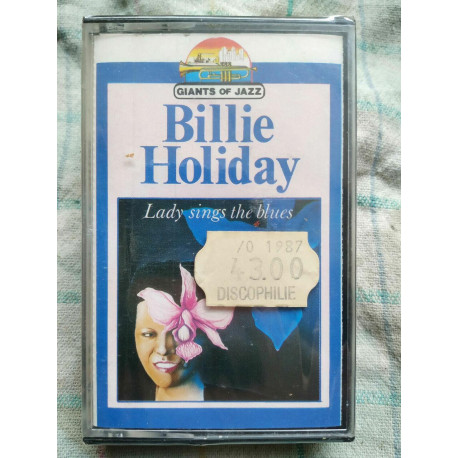 GIANTS OF JAZZ
Billie
Holiday
Lady sings the blues
/0 1987
43.00
DISCOPHILIE